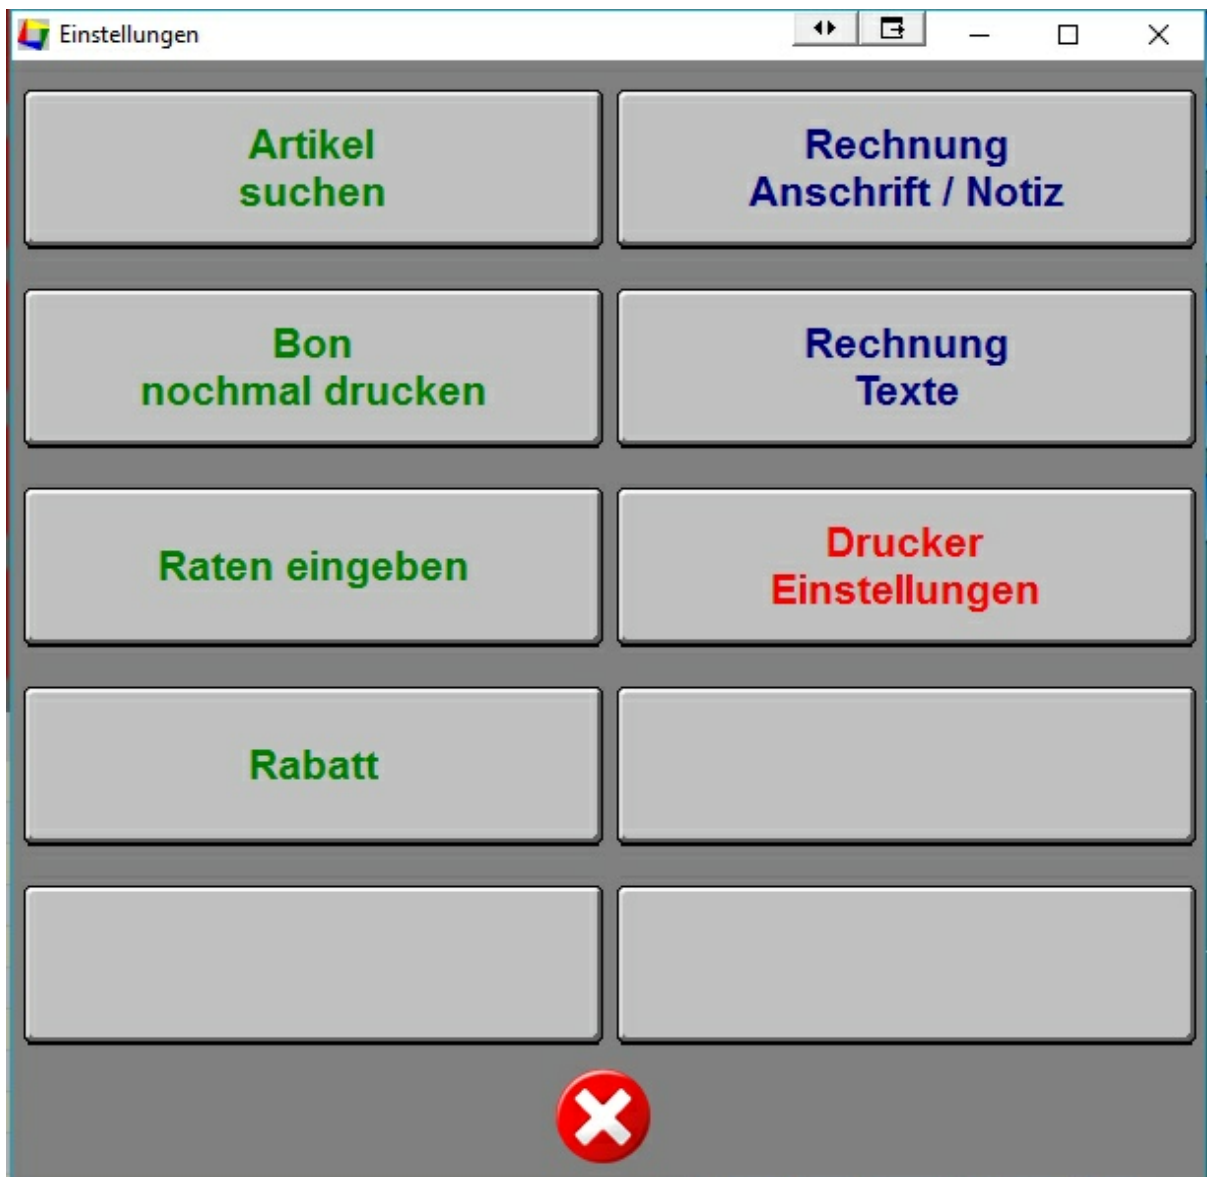 Einstellungen
Artikel
suchen
Rechnung
Anschrift / Notiz
Bon
nochmal drucken
Rechnung
Texte
Raten eingeben
Drucker
Einstellungen
Rabatt